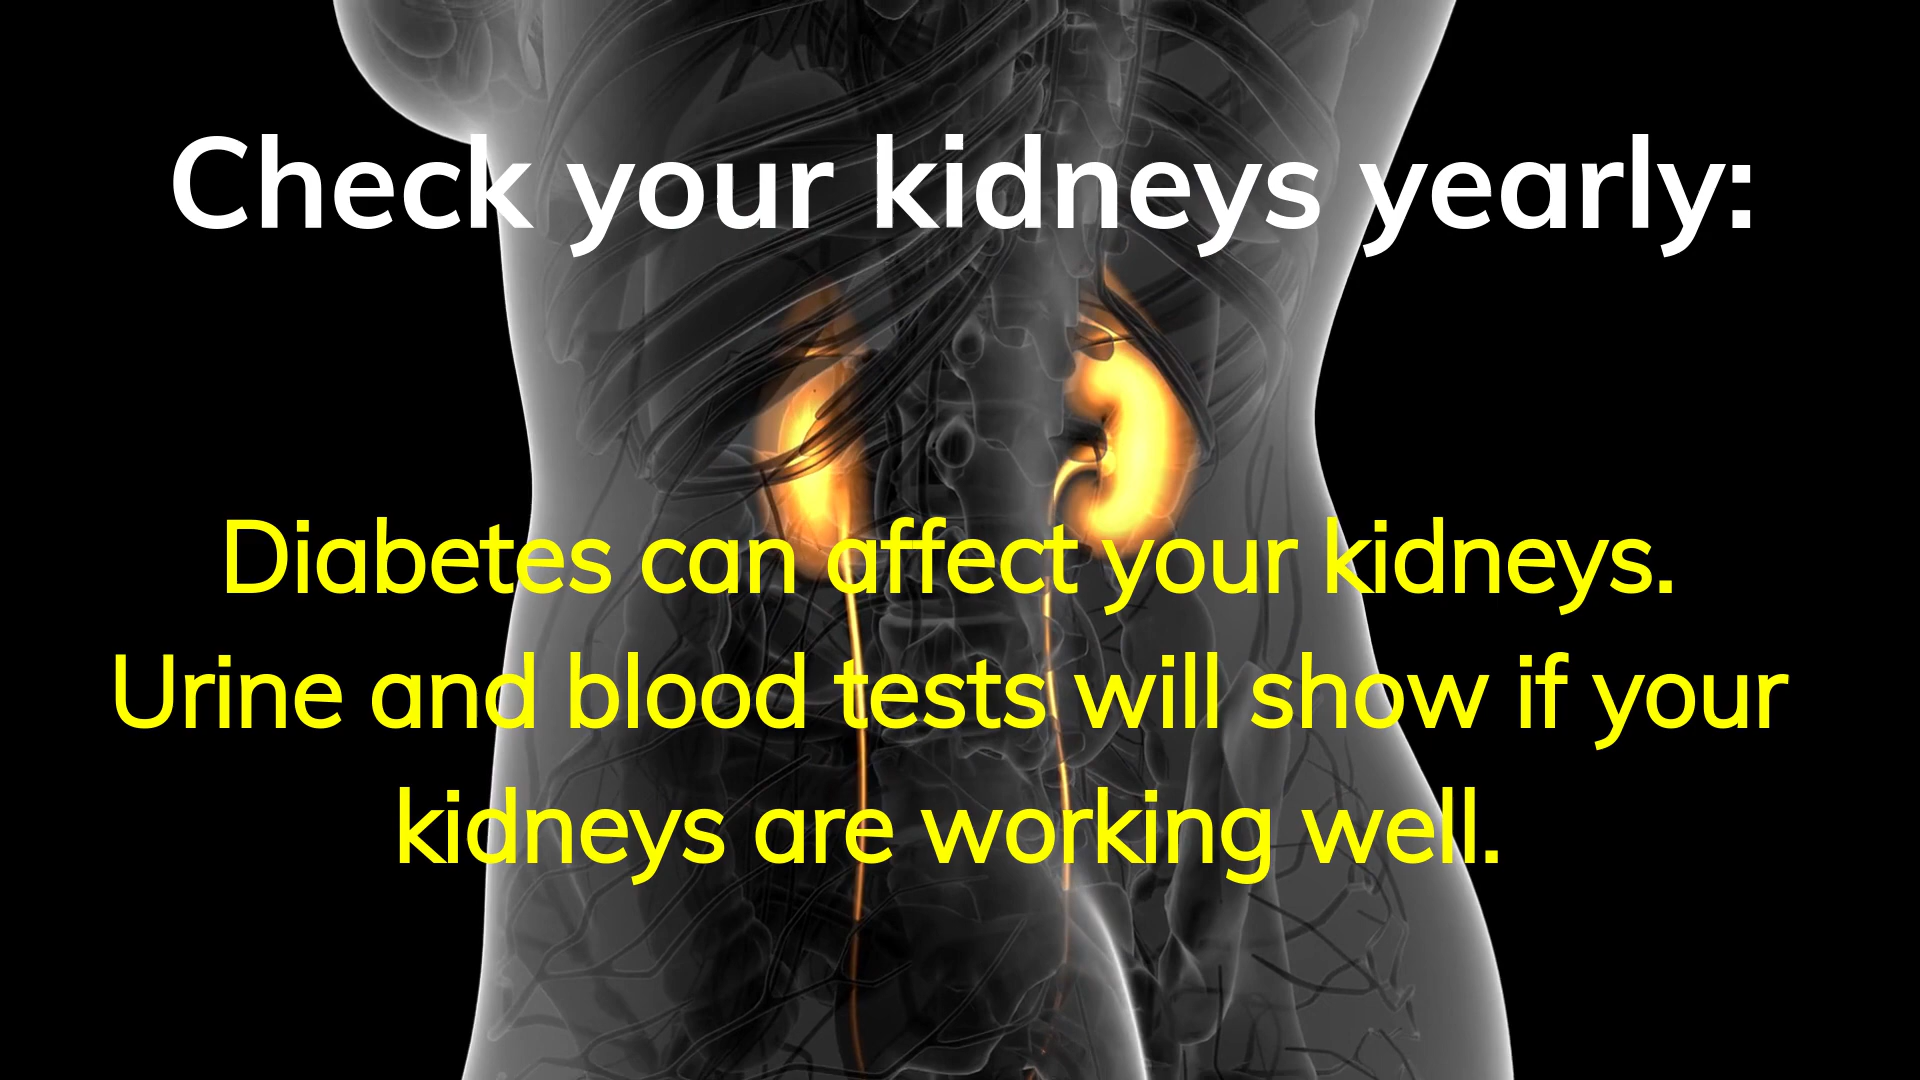 Check your kidneys yearly:
Diabetes can affect your kidneys.
Urine and blood tests will show if your
kidneys are working well.